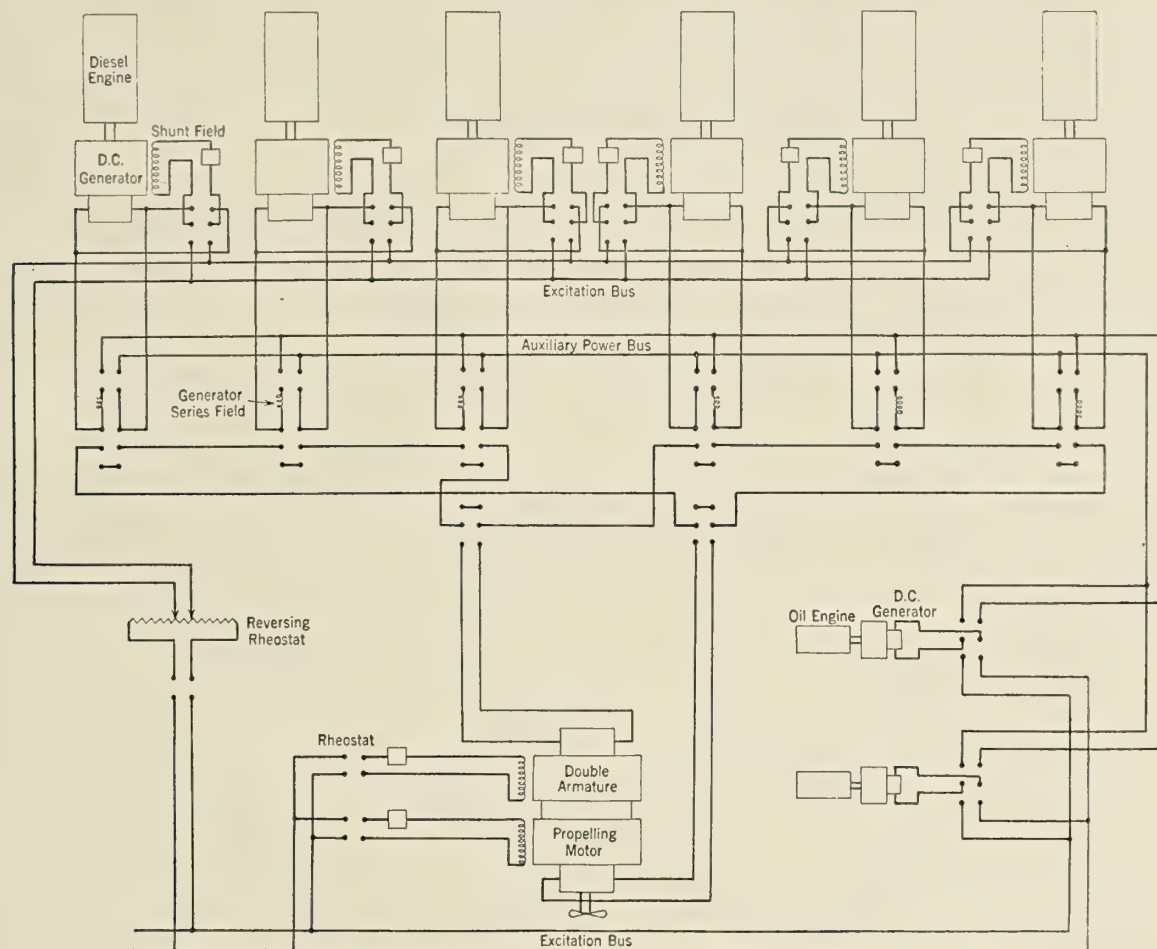 Diesel
Engine
Shunt Field
D.C.
Generator
Excitation Bus
Auxiliary Power Bus
Generator
Series Field
Reversing
Rheostat
Oil Engine
D.C.
Generator
Rheostat
Double
Armature
Propelling
Motor
Excitation Bus